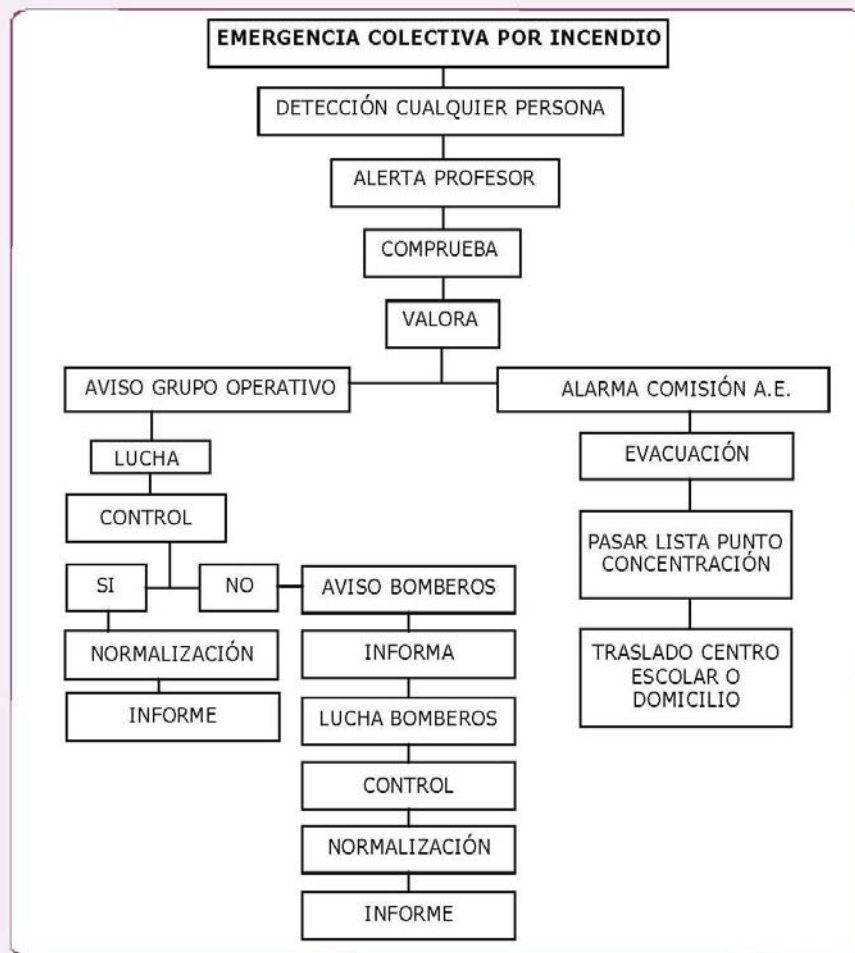 EMERGENCIA COLECTIVA POR INCENDIO
DETECCIÓN CUALQUIER PERSONA
ALERTA PROFESOR
COMPRUEBA
VALORA
AVISO GRUPO OPERATIVO
ALARMA COMISIÓN A.E.
LUCHA
EVACUACIÓN
CONTROL
PASAR LISTA PUNTO
CONCENTRACIÓN
SI
NO
AVISO BOMBEROS
NORMALIZACIÓN
INFORMA
TRASLADO CENTRO
ESCOLAR O
DOMICILIO
INFORME
LUCHA BOMBEROS
CONTROL
NORMALIZACIÓN
INFORME